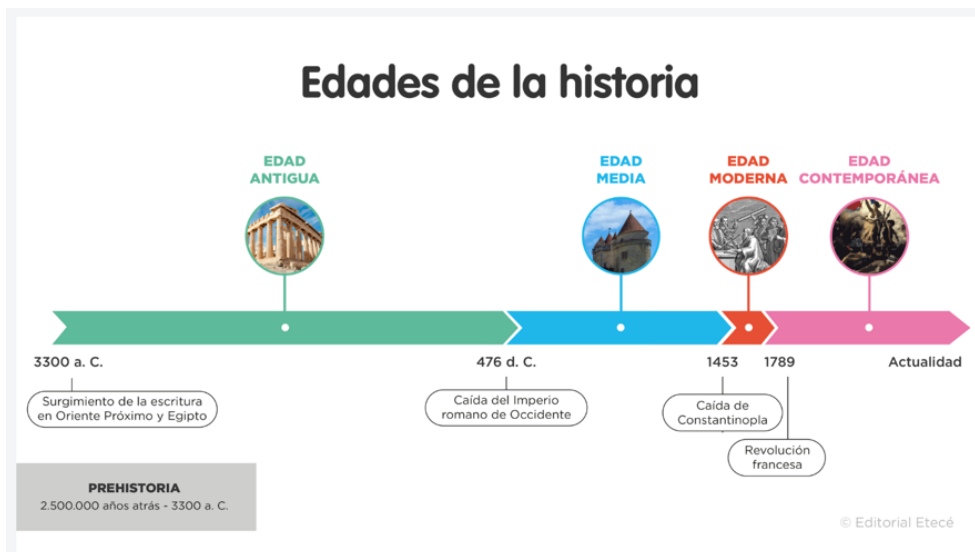 Edades de la historia
EDAD
ANTIGUA
EDAD
MEDIA
EDAD
MODERNA
EDAD
CONTEMPORÁNEA
3300 a. C.
476 d. C.
1453
1789
Actualidad
Surgimiento de la escritura
en Oriente Próximo y Egipto
Caída del Imperio
romano de Occidente
Caída de
Constantinopla
Revolución
francesa
PREHISTORIA
2.500.000 años atrás - 3300 a. C.
© Editorial Etecé